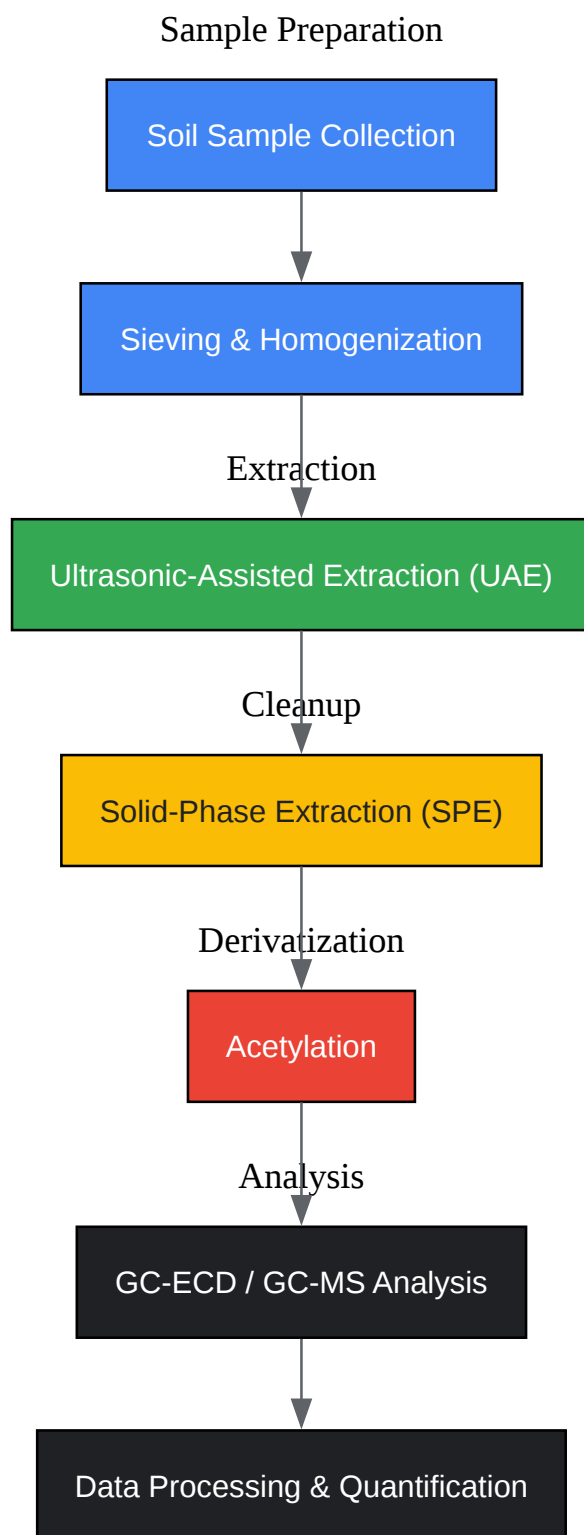 Sample Preparation
Soil Sample Collection
Sieving & Homogenization
Extraction
Ultrasonic-Assisted Extraction (UAE)
Cleanup
Solid-Phase Extraction (SPE)
Derivatization
Acetylation
Analysis
GC-ECD / GC-MS Analysis
Data Processing & Quantification